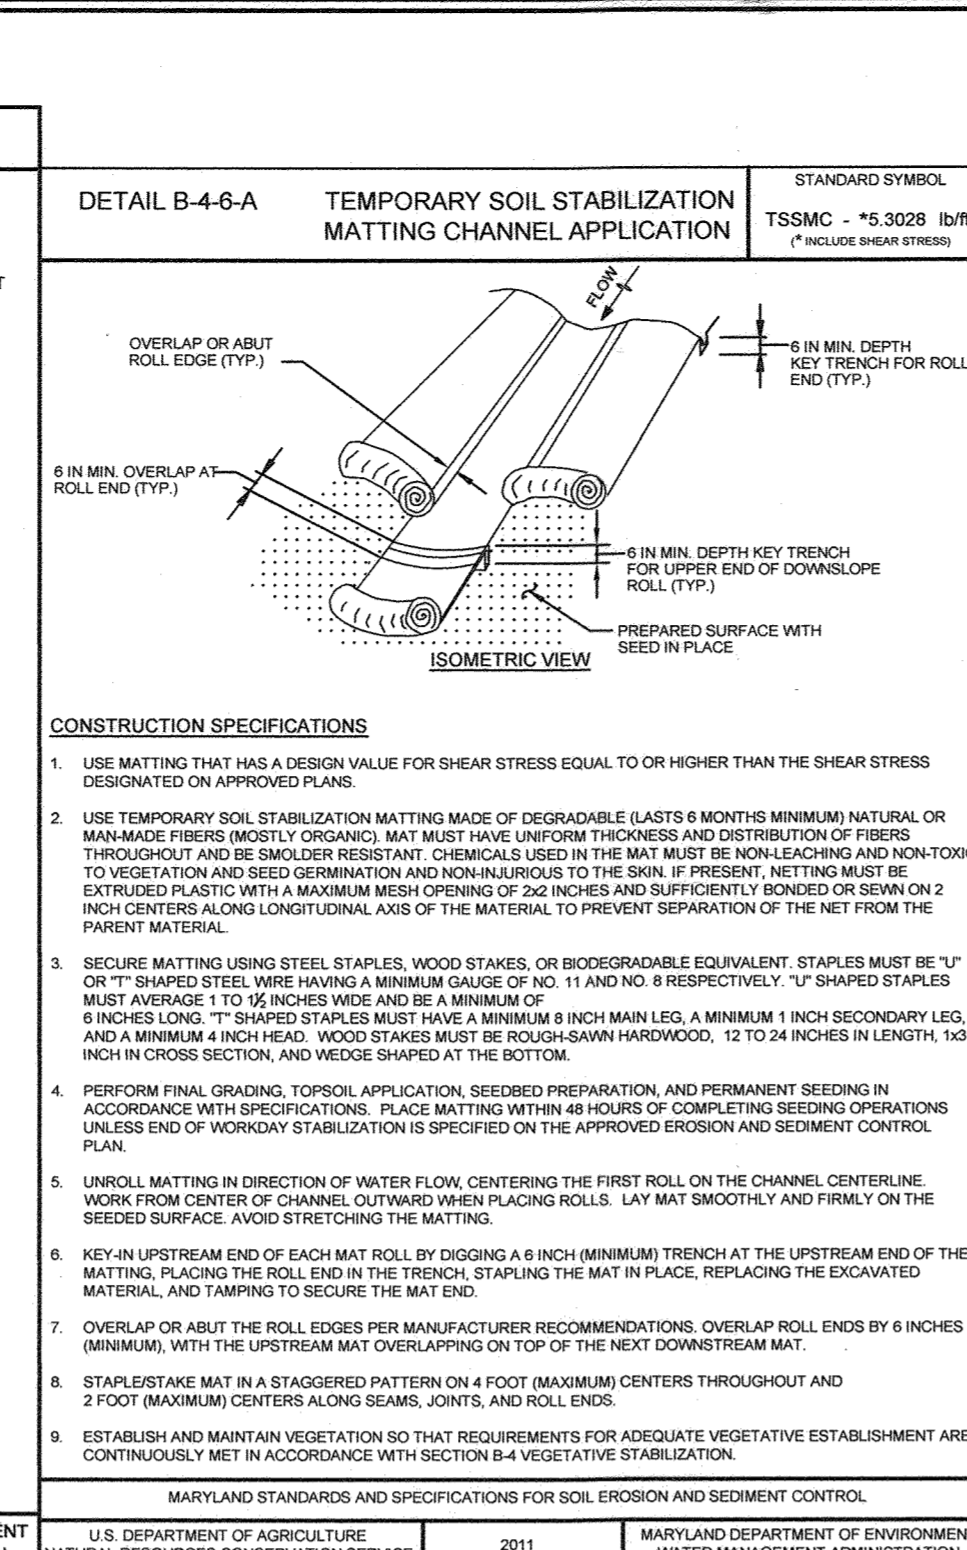 DETAIL B-4-6-A
TEMPORARY SOIL STABILIZATION
MATTING CHANNEL APPLICATION
STANDARD SYMBOL
TSSMC - *5.3028 lb/ft
(* INCLUDE SHEAR STRESS)
FLOW
OVERLAP OR ABUT
ROLL EDGE (TYP.)
6 IN MIN. DEPTH
KEY TRENCH FOR ROLL
END (TYP.)
6 IN MIN. OVERLAP AT
ROLL END (TYP.)
6 IN MIN. DEPTH KEY TRENCH
FOR UPPER END OF DOWNSLOPE
ROLL (TYP.)
PREPARED SURFACE WITH
SEED IN PLACE
ISOMETRIC VIEW
CONSTRUCTION SPECIFICATIONS
1. USE MATTING THAT HAS A DESIGN VALUE FOR SHEAR STRESS EQUAL TO OR HIGHER THAN THE SHEAR STRESS
DESIGNATED ON APPROVED PLANS.
2. USE TEMPORARY SOIL STABILIZATION MATTING MADE OF DEGRADABLE (LASTS 6 MONTHS MINIMUM) NATURAL OR
MAN-MADE FIBERS (MOSTLY ORGANIC). MAT MUST HAVE UNIFORM THICKNESS AND DISTRIBUTION OF FIBERS
THROUGHOUT AND BE SMOLDER RESISTANT. CHEMICALS USED IN THE MAT MUST BE NON-LEACHING AND NON-TOXIC
TO VEGETATION AND SEED GERMINATION AND NON-INJURIOUS TO THE SKIN. IF PRESENT, NETTING MUST BE
EXTRUDED PLASTIC WITH A MAXIMUM MESH OPENING OF 2x2 INCHES AND SUFFICIENTLY BONDED OR SEWN ON 2
INCH CENTERS ALONG LONGITUDINAL AXIS OF THE MATERIAL TO PREVENT SEPARATION OF THE NET FROM THE
PARENT MATERIAL.
3. SECURE MATTING USING STEEL STAPLES, WOOD STAKES, OR BIODEGRADABLE EQUIVALENT. STAPLES MUST BE "U"
OR "T" SHAPED STEEL WIRE HAVING A MINIMUM GAUGE OF NO. 11 AND NO. 8 RESPECTIVELY. "U" SHAPED STAPLES
MUST AVERAGE 1 TO 1½ INCHES WIDE AND BE A MINIMUM OF
6 INCHES LONG. "T" SHAPED STAPLES MUST HAVE A MINIMUM 8 INCH MAIN LEG, A MINIMUM 1 INCH SECONDARY LEG,
AND A MINIMUM 4 INCH HEAD. WOOD STAKES MUST BE ROUGH-SAWN HARDWOOD, 12 TO 24 INCHES IN LENGTH, 1x3
INCH IN CROSS SECTION, AND WEDGE SHAPED AT THE BOTTOM.
4. PERFORM FINAL GRADING, TOPSOIL APPLICATION, SEEDBED PREPARATION, AND PERMANENT SEEDING IN
ACCORDANCE WITH SPECIFICATIONS. PLACE MATTING WITHIN 48 HOURS OF COMPLETING SEEDING OPERATIONS
UNLESS END OF WORKDAY STABILIZATION IS SPECIFIED ON THE APPROVED EROSION AND SEDIMENT CONTROL
PLAN.
5. UNROLL MATTING IN DIRECTION OF WATER FLOW, CENTERING THE FIRST ROLL ON THE CHANNEL CENTERLINE.
WORK FROM CENTER OF CHANNEL OUTWARD WHEN PLACING ROLLS. LAY MAT SMOOTHLY AND FIRMLY ON THE
SEEDED SURFACE. AVOID STRETCHING THE MATTING.
6. KEY-IN UPSTREAM END OF EACH MAT ROLL BY DIGGING A 6 INCH (MINIMUM) TRENCH AT THE UPSTREAM END OF THE
MATTING, PLACING THE ROLL END IN THE TRENCH, STAPLING THE MAT IN PLACE, REPLACING THE EXCAVATED
MATERIAL, AND TAMPING TO SECURE THE MAT END.
7. OVERLAP OR ABUT THE ROLL EDGES PER MANUFACTURER RECOMMENDATIONS. OVERLAP ROLL ENDS BY 6 INCHES
(MINIMUM), WITH THE UPSTREAM MAT OVERLAPPING ON TOP OF THE NEXT DOWNSTREAM MAT.
8. STAPLE/STAKE MAT IN A STAGGERED PATTERN ON 4 FOOT (MAXIMUM) CENTERS THROUGHOUT AND
2 FOOT (MAXIMUM) CENTERS ALONG SEAMS, JOINTS, AND ROLL ENDS.
9. ESTABLISH AND MAINTAIN VEGETATION SO THAT REQUIREMENTS FOR ADEQUATE VEGETATIVE ESTABLISHMENT ARE
CONTINUOUSLY MET IN ACCORDANCE WITH SECTION B-4 VEGETATIVE STABILIZATION.
MARYLAND STANDARDS AND SPECIFICATIONS FOR SOIL EROSION AND SEDIMENT CONTROL
U.S. DEPARTMENT OF AGRICULTURE
2011
MARYLAND DEPARTMENT OF ENVIRONMEN